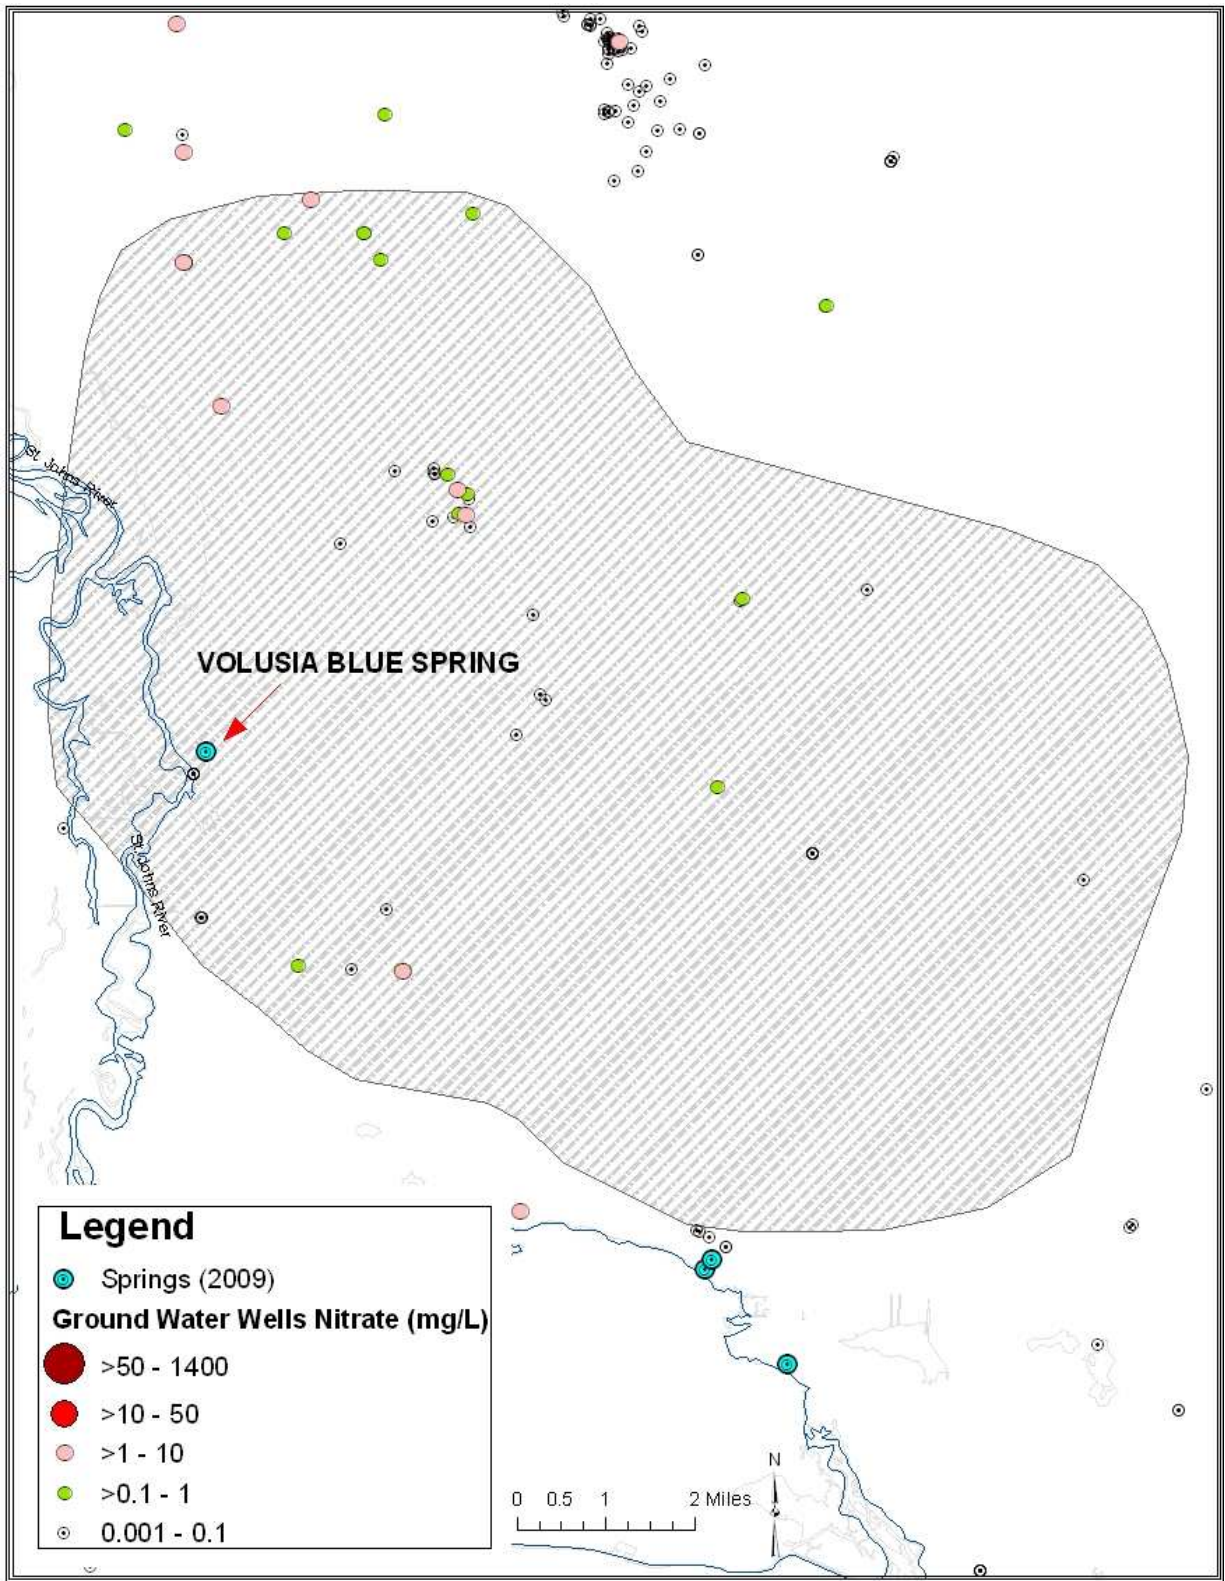 St. Johns River
VOLUSIA BLUE SPRING
St. Johns River
Legend
Springs (2009)
Ground Water Wells Nitrate (mg/L)
>50 - 1400
>10 - 50
>1 - 10
>0.1 - 1
0.001 - 0.1
N
0 0.5 1 2 Miles